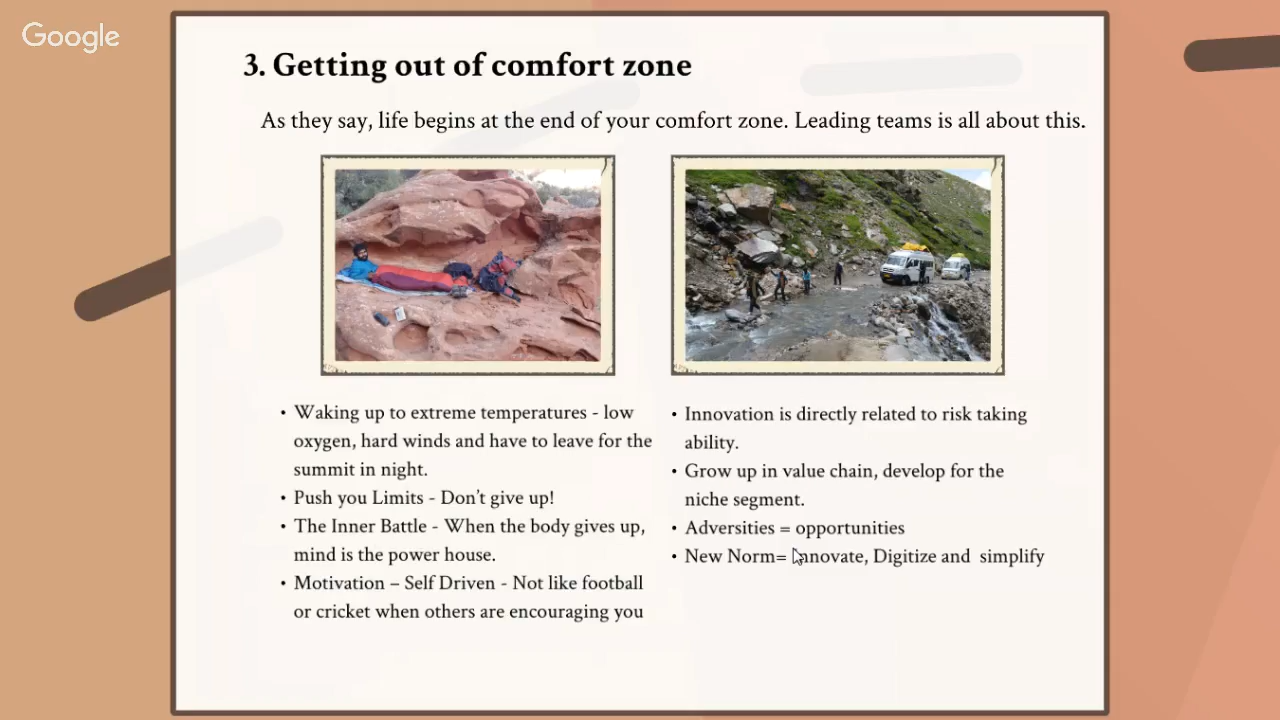 Google
3. Getting out of comfort zone
As they say, life begins at the end of your comfort zone. Leading teams is all about this.
• Waking up to extreme temperatures - low
oxygen, hard winds and have to leave for the
summit in night.
• Push you Limits - Don’t give up!
• The Inner Battle - When the body gives up,
mind is the power house.
• Motivation – Self Driven - Not like football
or cricket when others are encouraging you
• Innovation is directly related to risk taking
ability.
• Grow up in value chain, develop for the
niche segment.
• Adversities = opportunities
• New Norm= Innovate, Digitize and simplify